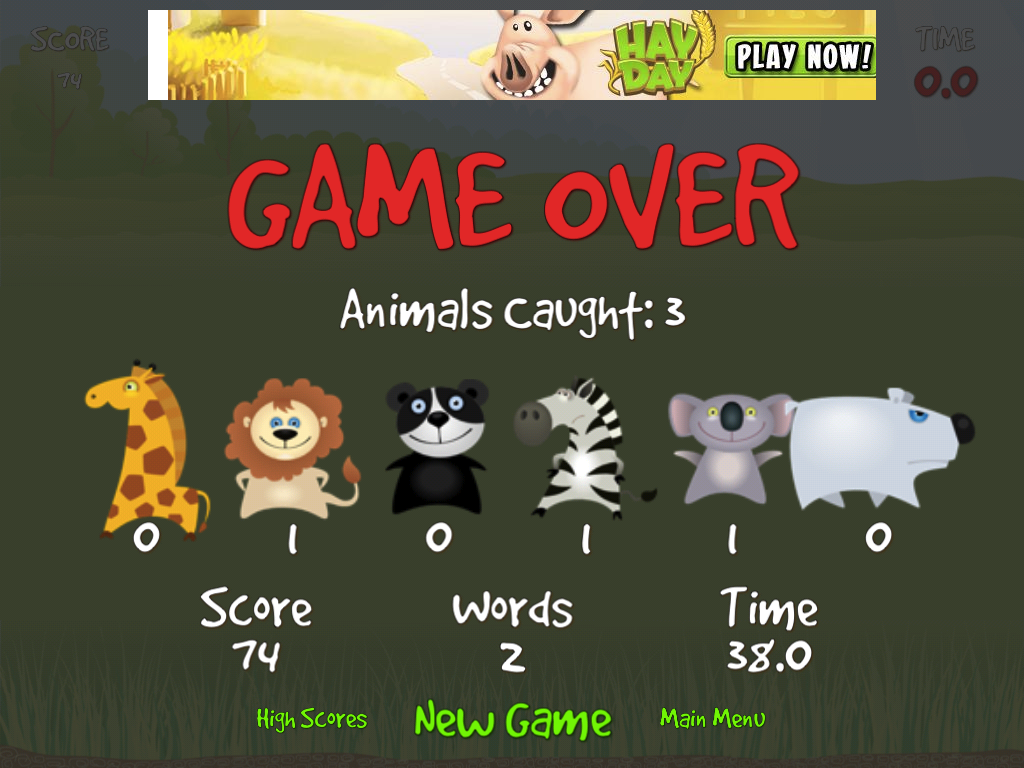 SCORE
74
HAY DAY
PLAY NOW!
TIME
0.0
GAME OVER
Animals Caught: 3
0 1 0 1 1 0
Score Words Time
74 2 38.0
High Scores New Game Main Menu